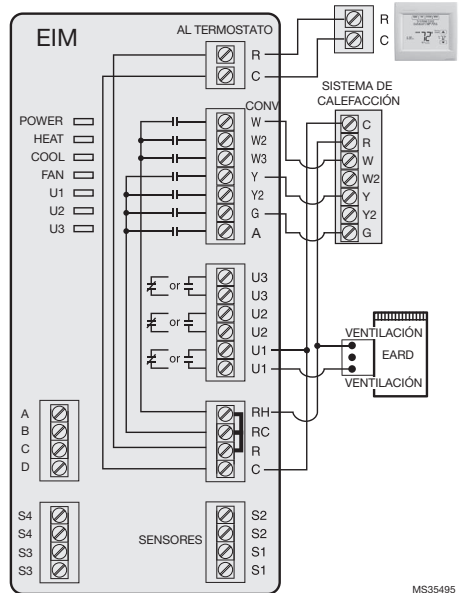 EIM
AL TERMOSTATO
R
C
R
C
CONV
POWER
HEAT
COOL
FAN
U1
U2
U3
W
W2
W3
Y
Y2
G
A
SISTEMA DE
CALEFACCIÓN
C
R
W
W2
Y
Y2
G
or
or
or
U3
U3
U2
U2
U1
U1
VENTILACIÓN
EARD
VENTILACIÓN
RH
RC
R
C
A
B
C
D
S4
S4
S3
S3
SENSORES
S2
S2
S1
S1
MS35495